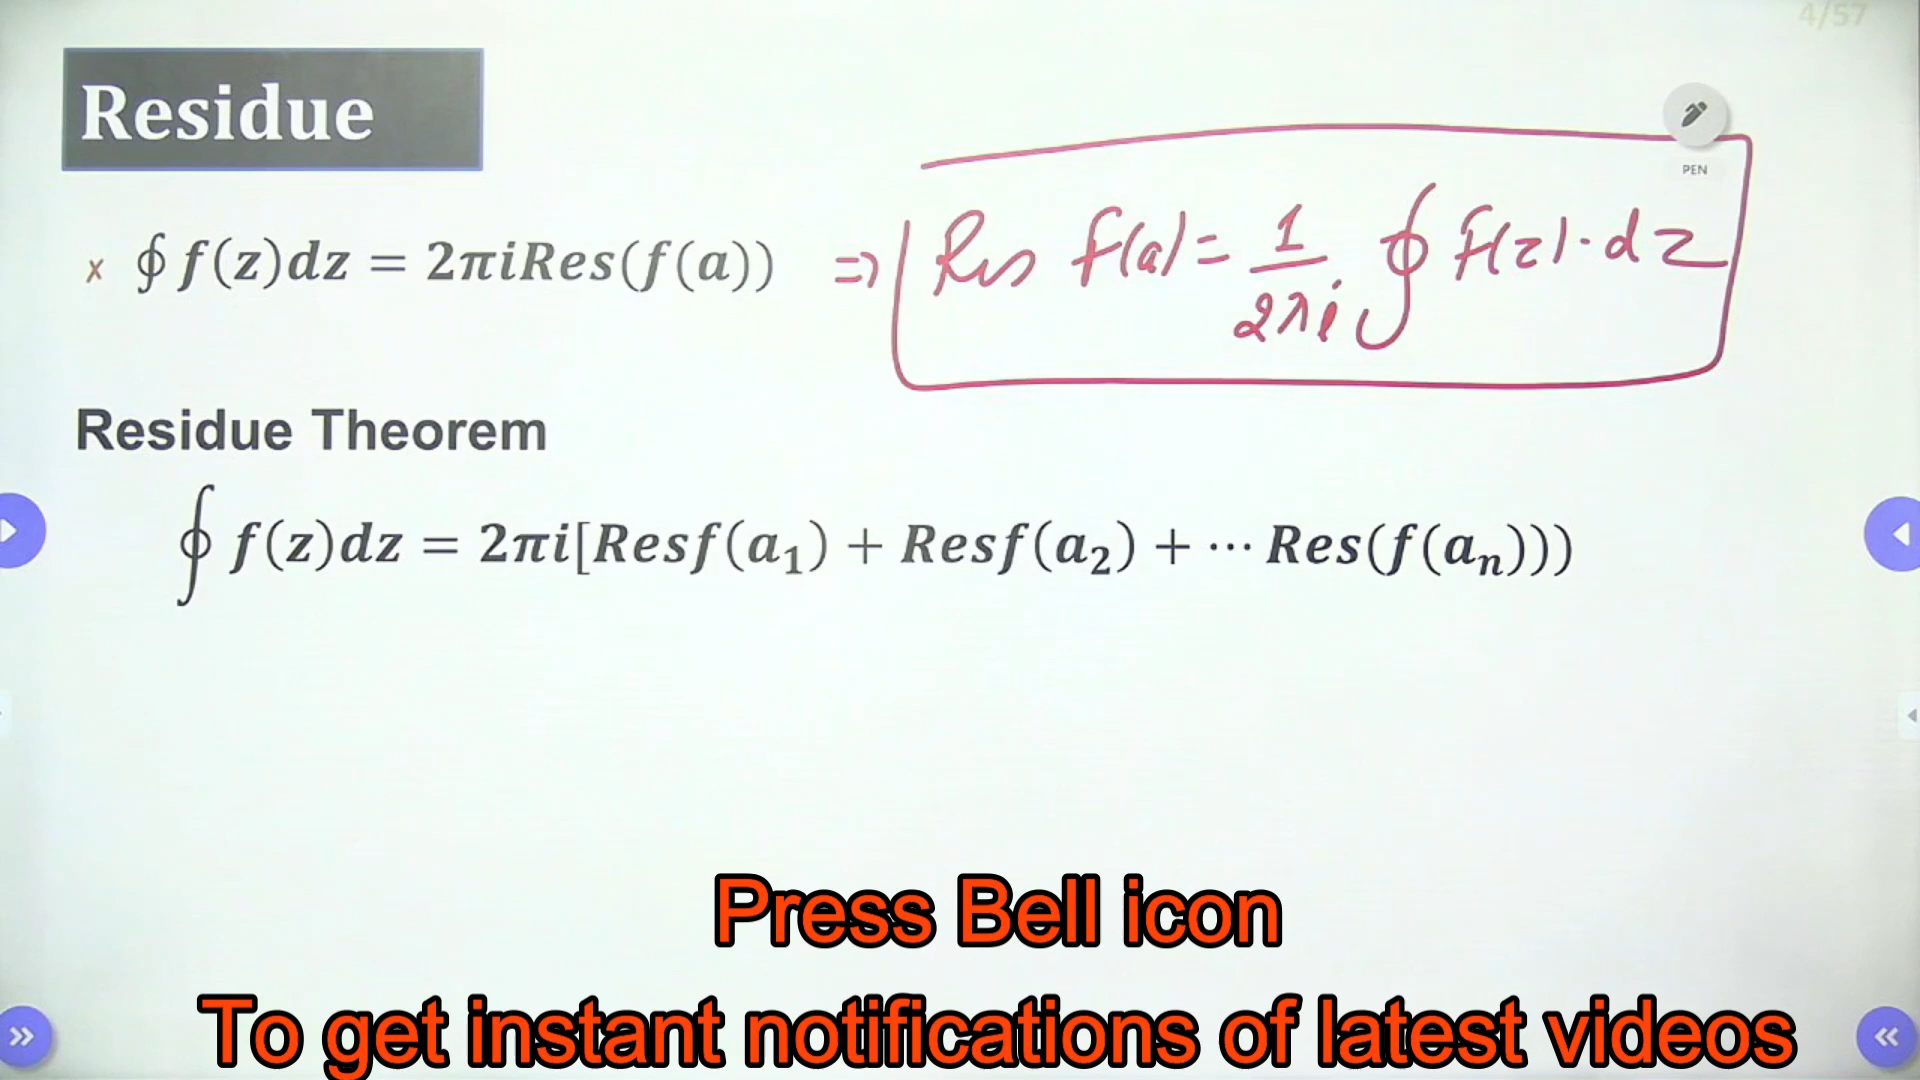 4/57
Residue
PEN
× ∮ f(z)dz = 2πiRes(f(a)) ⇒ Res f(a) = 1/2πi ∮ f(z)·dz
Residue Theorem
∮ f(z)dz = 2πi[Resf(a₁) + Resf(a₂) + ⋯ Res(f(aₙ)))
Press Bell icon
To get instant notifications of latest videos